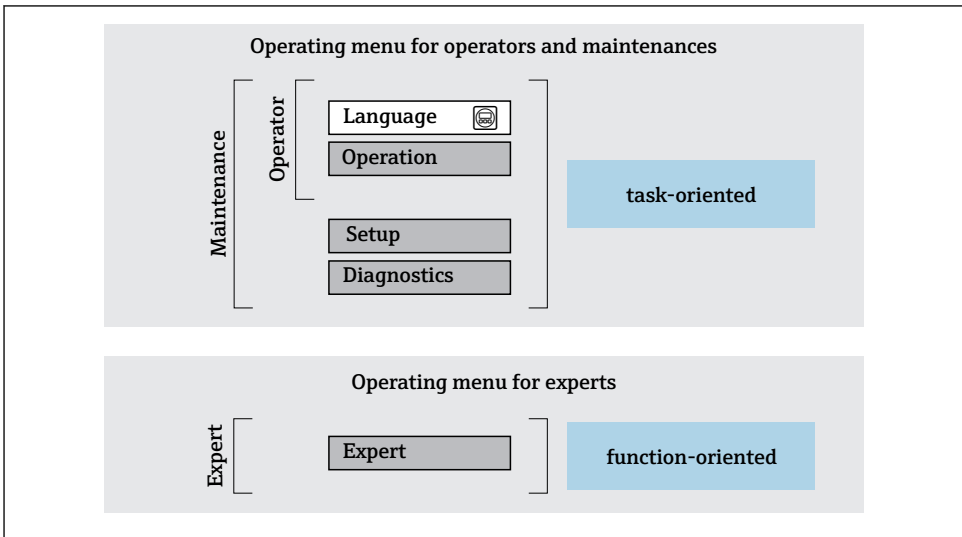 Operating menu for operators and maintenances
Maintenance
Operator
Language
Operation
Setup
Diagnostics
task-oriented
Operating menu for experts
Expert
Expert
function-oriented